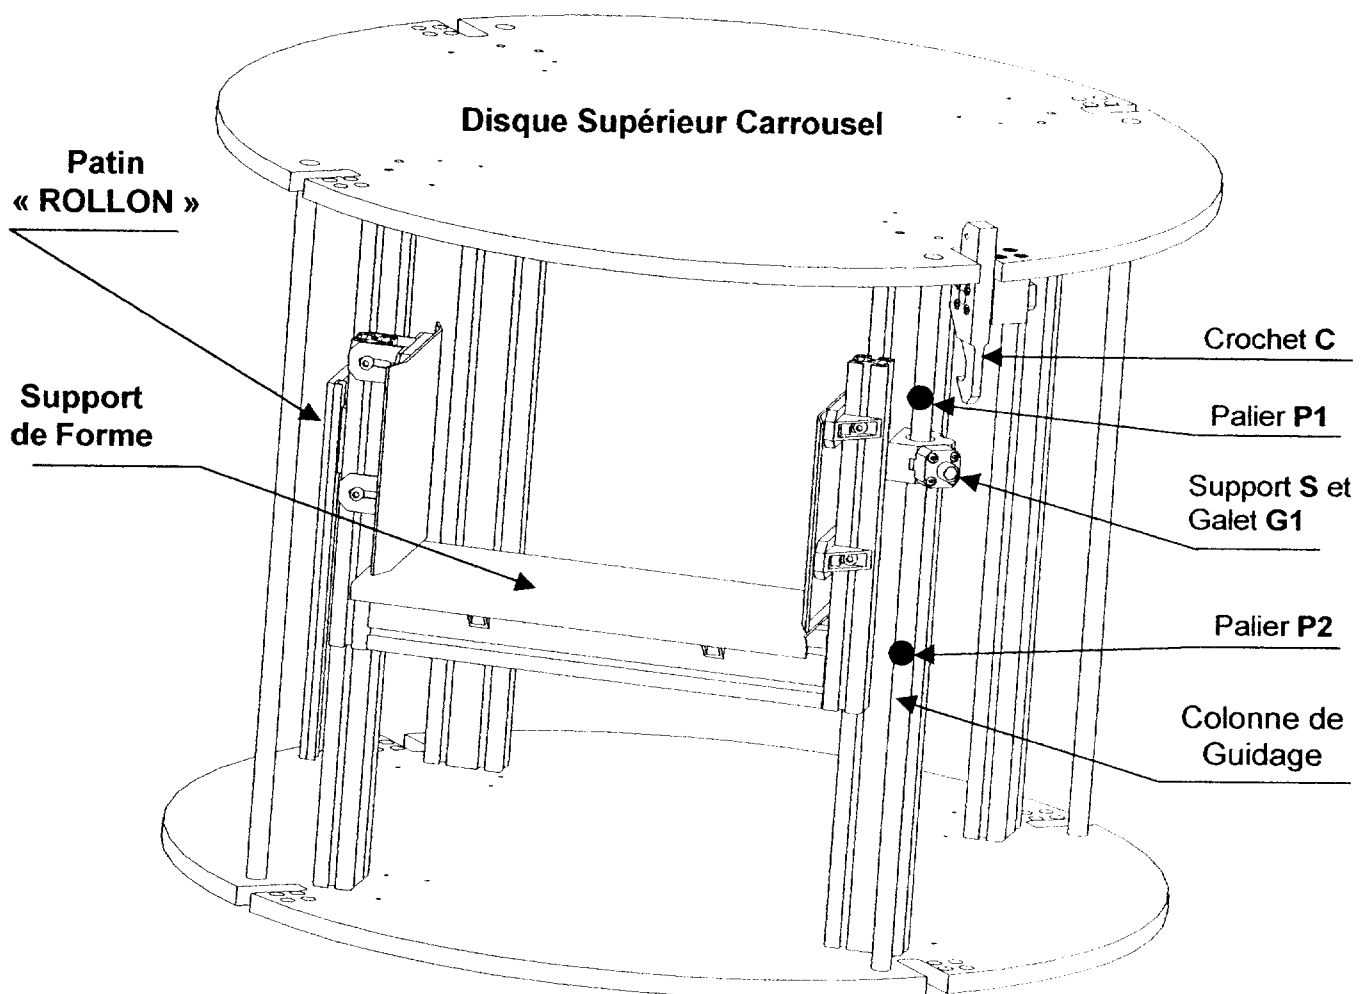 Disque Supérieur Carrousel
Patin
« ROLLON »
Support
de Forme
Crochet C
Palier P1
Support S et
Galet G1
Palier P2
Colonne de
Guidage